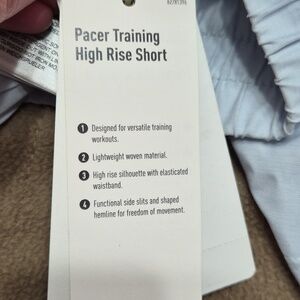 Pacer Training
High Rise Short
1 Designed for versatile training
workouts.
2 Lightweight woven material.
3 High rise silhouette with elasticated
waistband.
4 Functional side slits and shaped
hemline for freedom of movement.